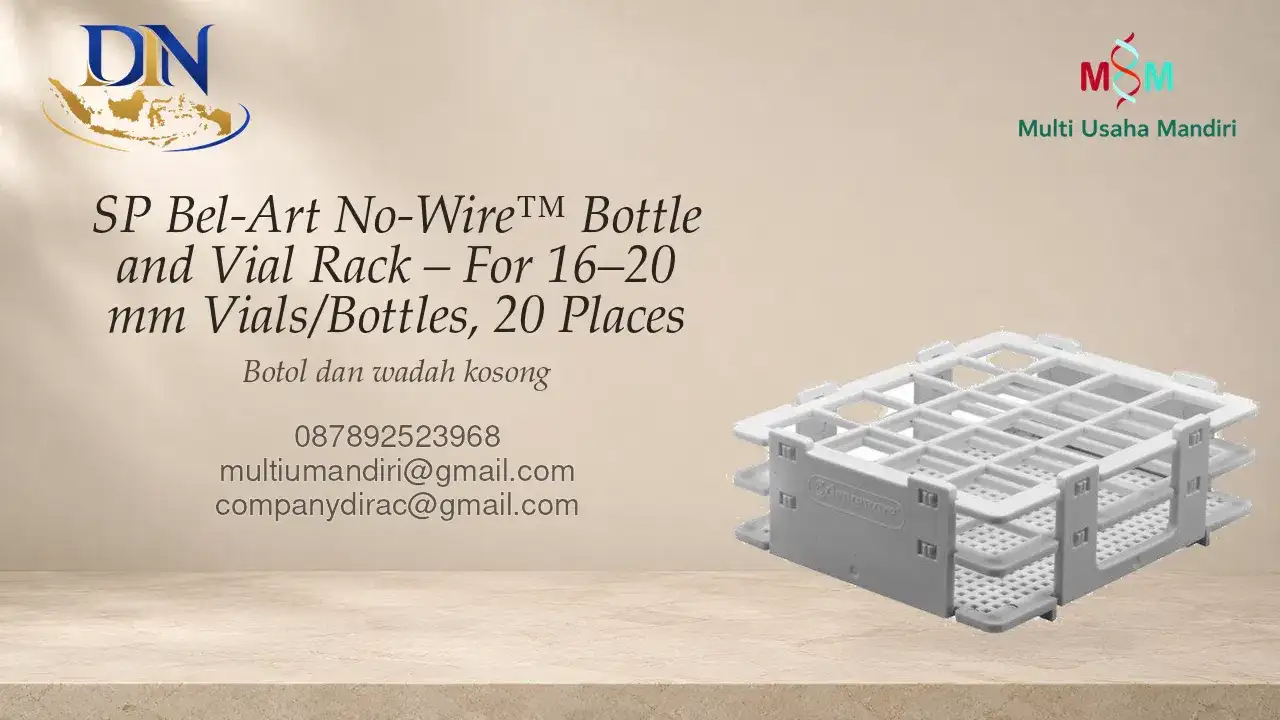 DN
M M
Multi Usaha Mandiri
SP Bel-Art No-Wire™ Bottle
and Vial Rack – For 16–20
mm Vials/Bottles, 20 Places
Botol dan wadah kosong
087892523968
multiumandiri@gmail.com
companydirac@gmail.com